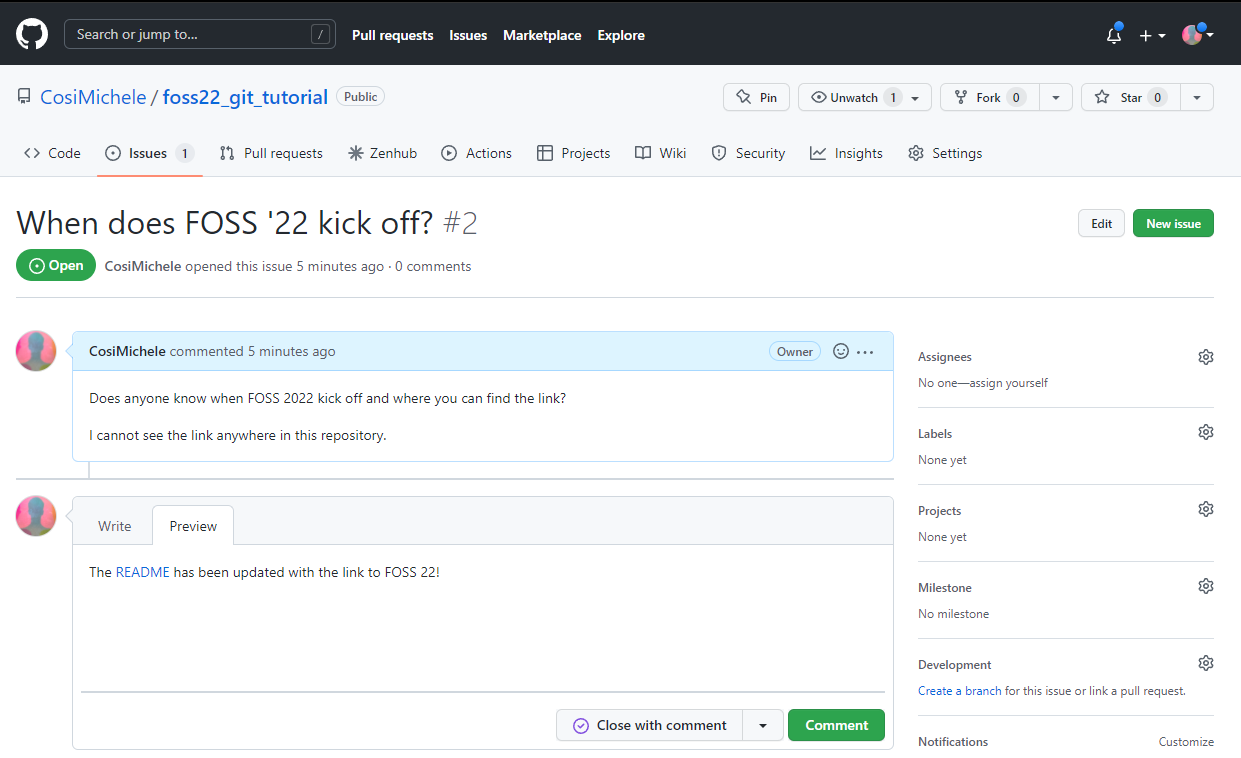 Search or jump to... / Pull requests Issues Marketplace Explore
CosiMichele / foss22_git_tutorial Public Pin Unwatch 1 Fork 0 Star 0
Code Issues 1 Pull requests Zenhub Actions Projects Wiki Security Insights Settings
When does FOSS '22 kick off? #2 Edit New issue
Open CosiMichele opened this issue 5 minutes ago · 0 comments
CosiMichele commented 5 minutes ago Owner ...
Does anyone know when FOSS 2022 kick off and where you can find the link?
I cannot see the link anywhere in this repository.
Write Preview
The README has been updated with the link to FOSS 22!
Close with comment Comment
Assignees
No one—assign yourself
Labels
None yet
Projects
None yet
Milestone
No milestone
Development
Create a branch for this issue or link a pull request.
Notifications Customize